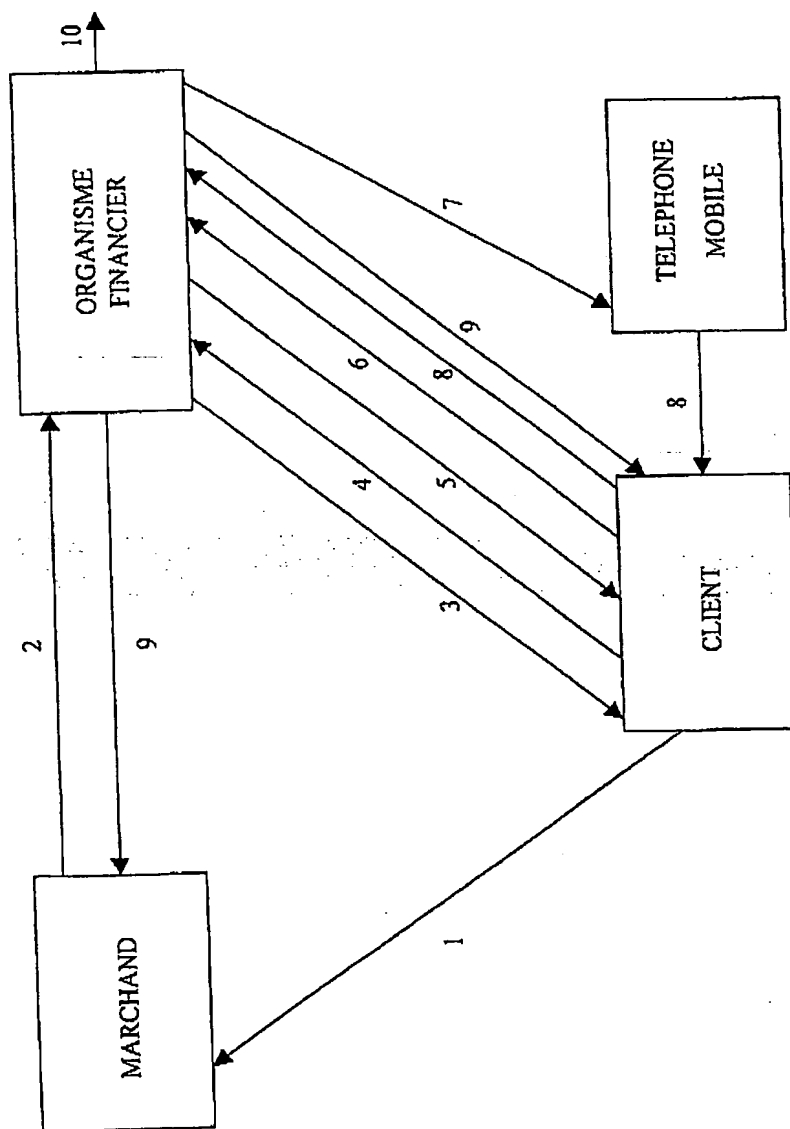 2
10
ORGANISME
FINANCIER
MARCHAND
9
6
4
8
5
7
1
9
3
TELEPHONE
MOBILE
8
CLIENT